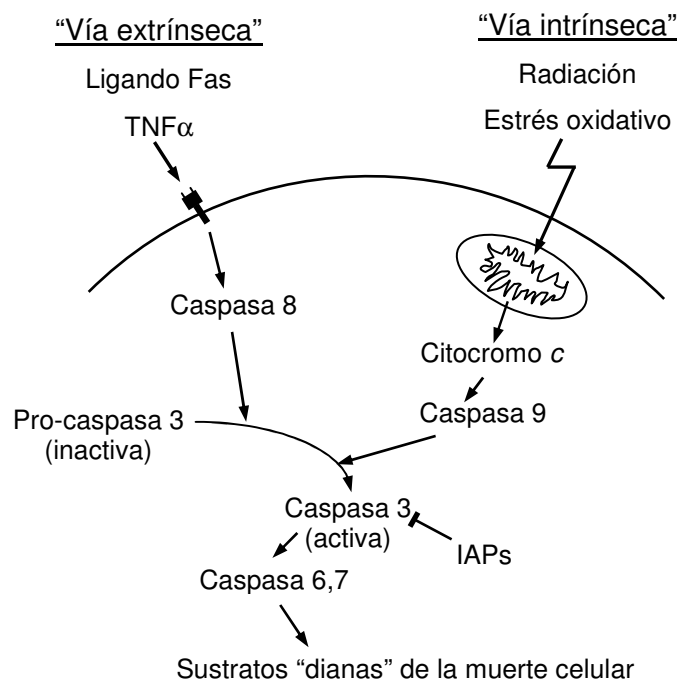 “Vía extrínseca”
Ligando Fas
TNFα
“Vía intrínseca”
Radiación
Estrés oxidativo
Caspasa 8
Citocromo c
Caspasa 9
Pro-caspasa 3
(inactiva)
Caspasa 3
(activa)
IAPs
Caspasa 6,7
Sustratos “dianas” de la muerte celular